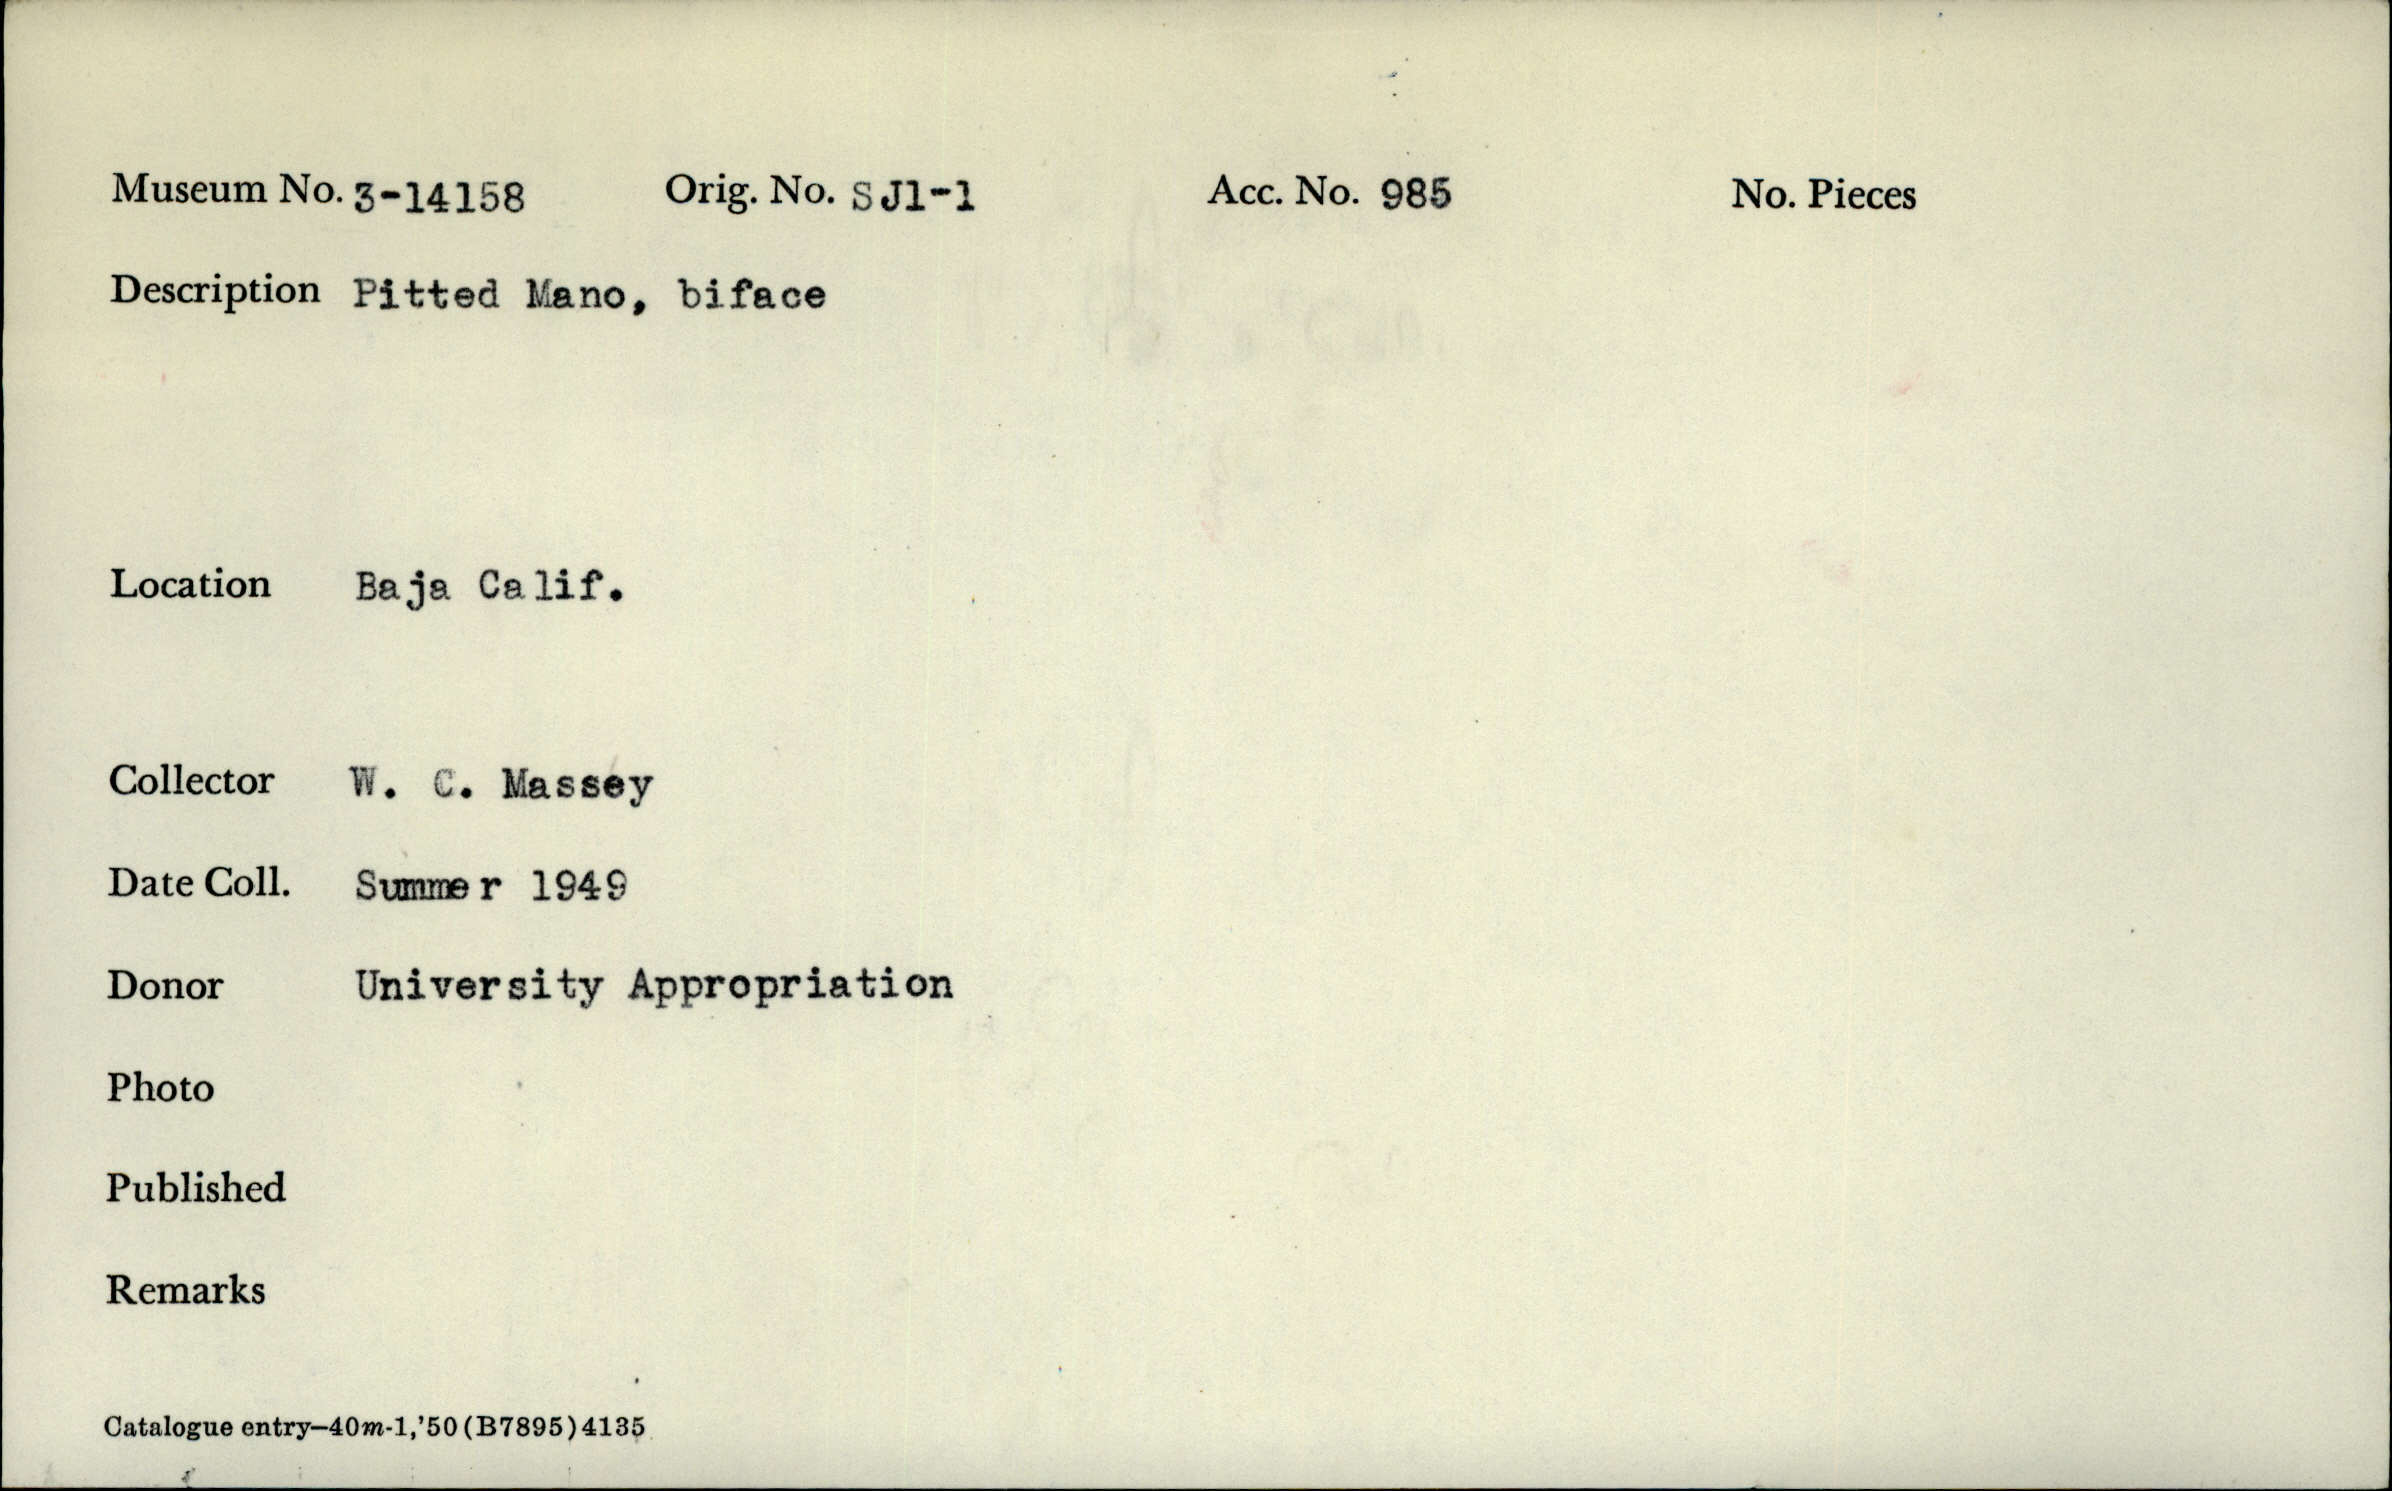 Museum No. 3-14158 Orig. No. SJ1-1 Acc. No. 985 No. Pieces
Description Pitted Mano, biface
Location Baja Calif.
Collector W. C. Massey
Date Coll. Summer 1949
Donor University Appropriation
Photo
Published
Remarks
Catalogue entry—40m-1,'50(B7895)4135